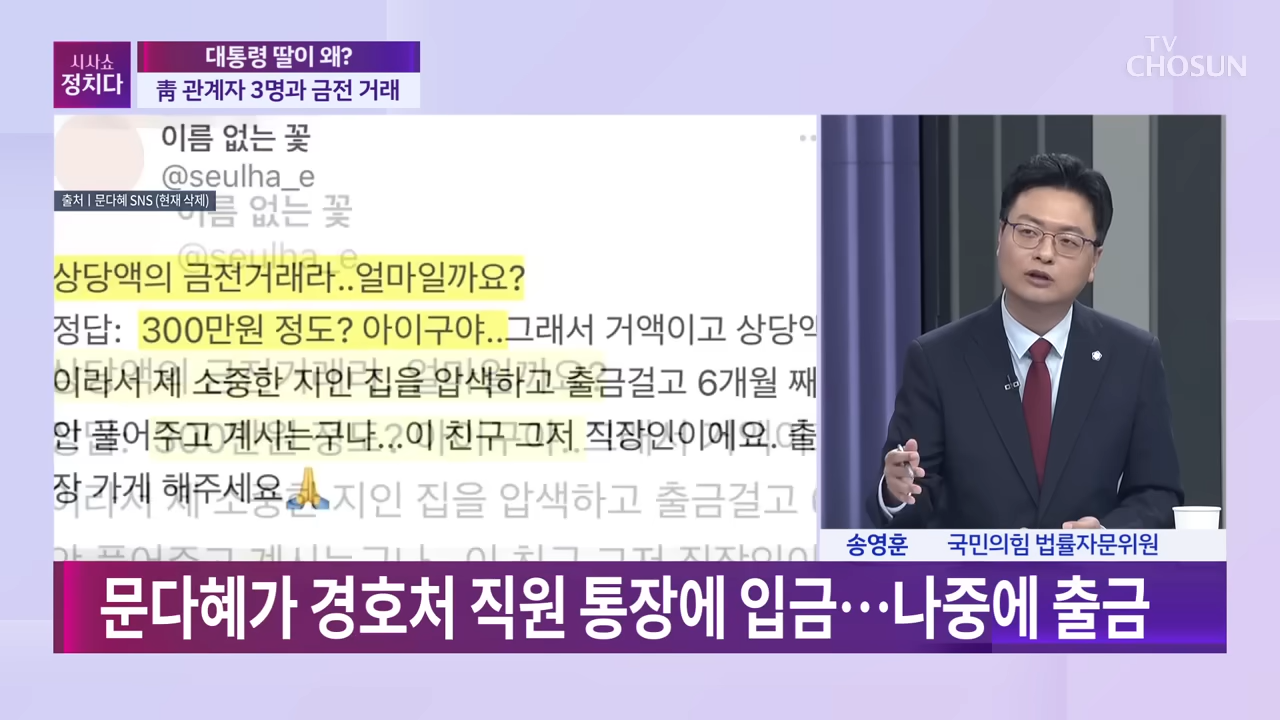 시사쇼
정치다
대통령 딸이 왜?
靑 관계자 3명과 금전 거래
TV
CHOSUN
이름 없는 꽃
@seulha_e
출처ㅣ문다혜 SNS (현재 삭제)
이름 없는 꽃
@seulha_e
상당액의 금전거래라..얼마일까요?
정답: 300만원 정도? 아이구야..그래서 거액이고 상당액
이라서 제 소중한 지인 집을 압색하고 출금걸고 6개월 째
안 풀어주고 계시는구나...이 친구 그저 직장인이에요. 출
장 가게 해주세요🙏
송영훈 국민의힘 법률자문위원
문다혜가 경호처 직원 통장에 입금…나중에 출금